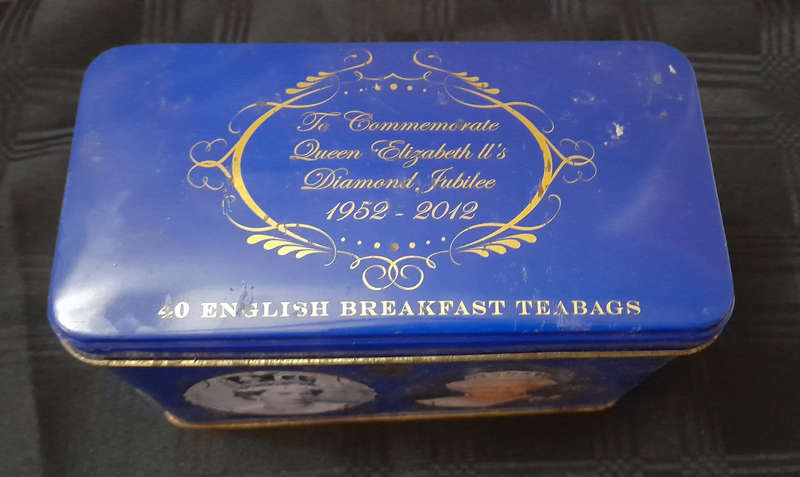 To Commemorate
Queen Elizabeth II's
Diamond Jubilee
1952 - 2012
40 ENGLISH BREAKFAST TEABAGS